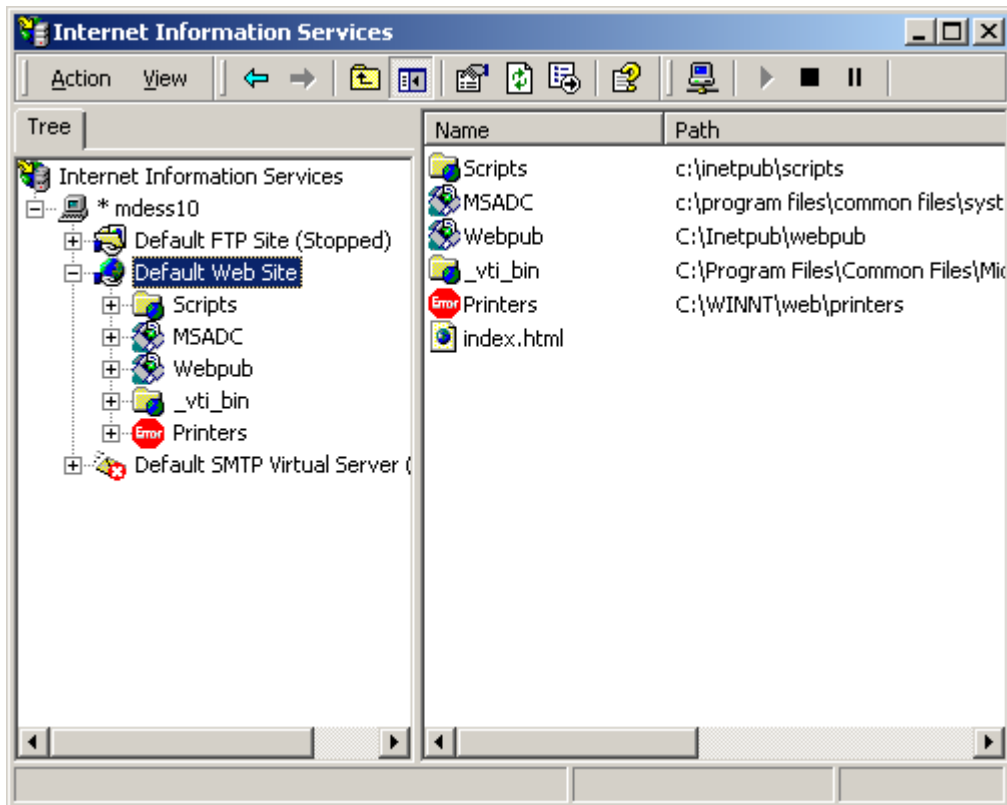 Internet Information Services
Action View
Tree
Internet Information Services
* mdess10
Default FTP Site (Stopped)
Default Web Site
Scripts
MSADC
Webpub
_vti_bin
Error Printers
Default SMTP Virtual Server (
Name Path
Scripts c:\inetpub\scripts
MSADC c:\program files\common files\syst
Webpub C:\Inetpub\webpub
_vti_bin C:\Program Files\Common Files\Mic
Error Printers C:\WINNT\web\printers
index.html